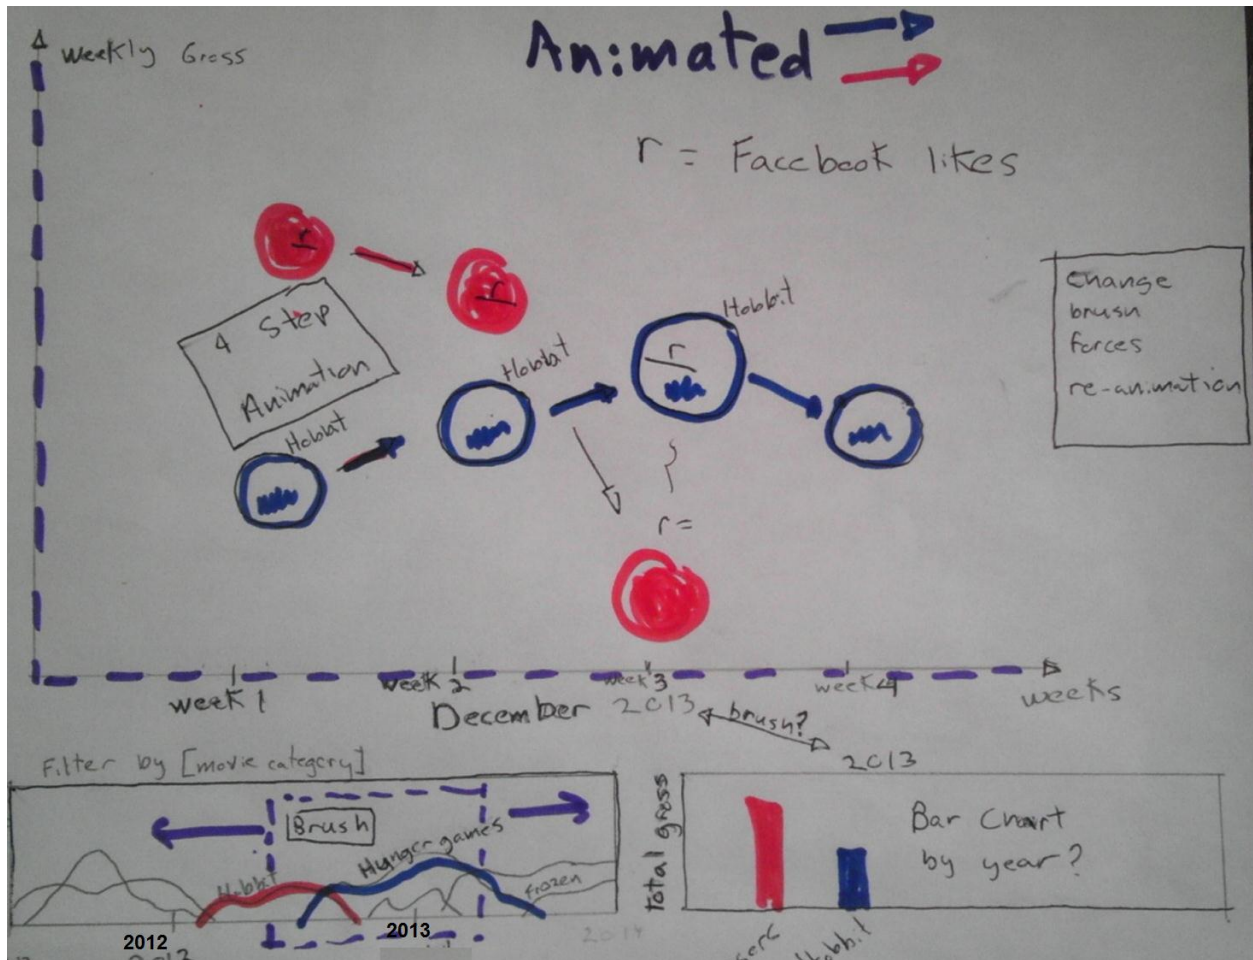 Weekly Gross
Animated
r = Facebook likes
r
r
4 Step
Animation
Hobbit
Hobbit
Hobbit
r
change
brush
forces
re-animation
r =
week 1
week 2
week 3
week 4
weeks
December 2013
brush?
Filter by [movie category]
Brush
Hobbit
Hunger games
frozen
2012
2013
2013
2014
2013
total gross
Bar Chart
by year?
Hobbit